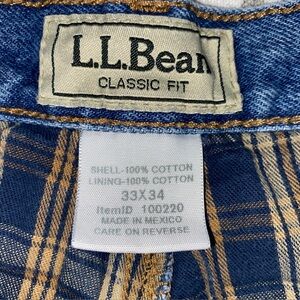 L.L.Bean
CLASSIC FIT
SHELL-100% COTTON
LINING-100% COTTON
33X34
ItemID 100220
MADE IN MEXICO
CARE ON REVERSE